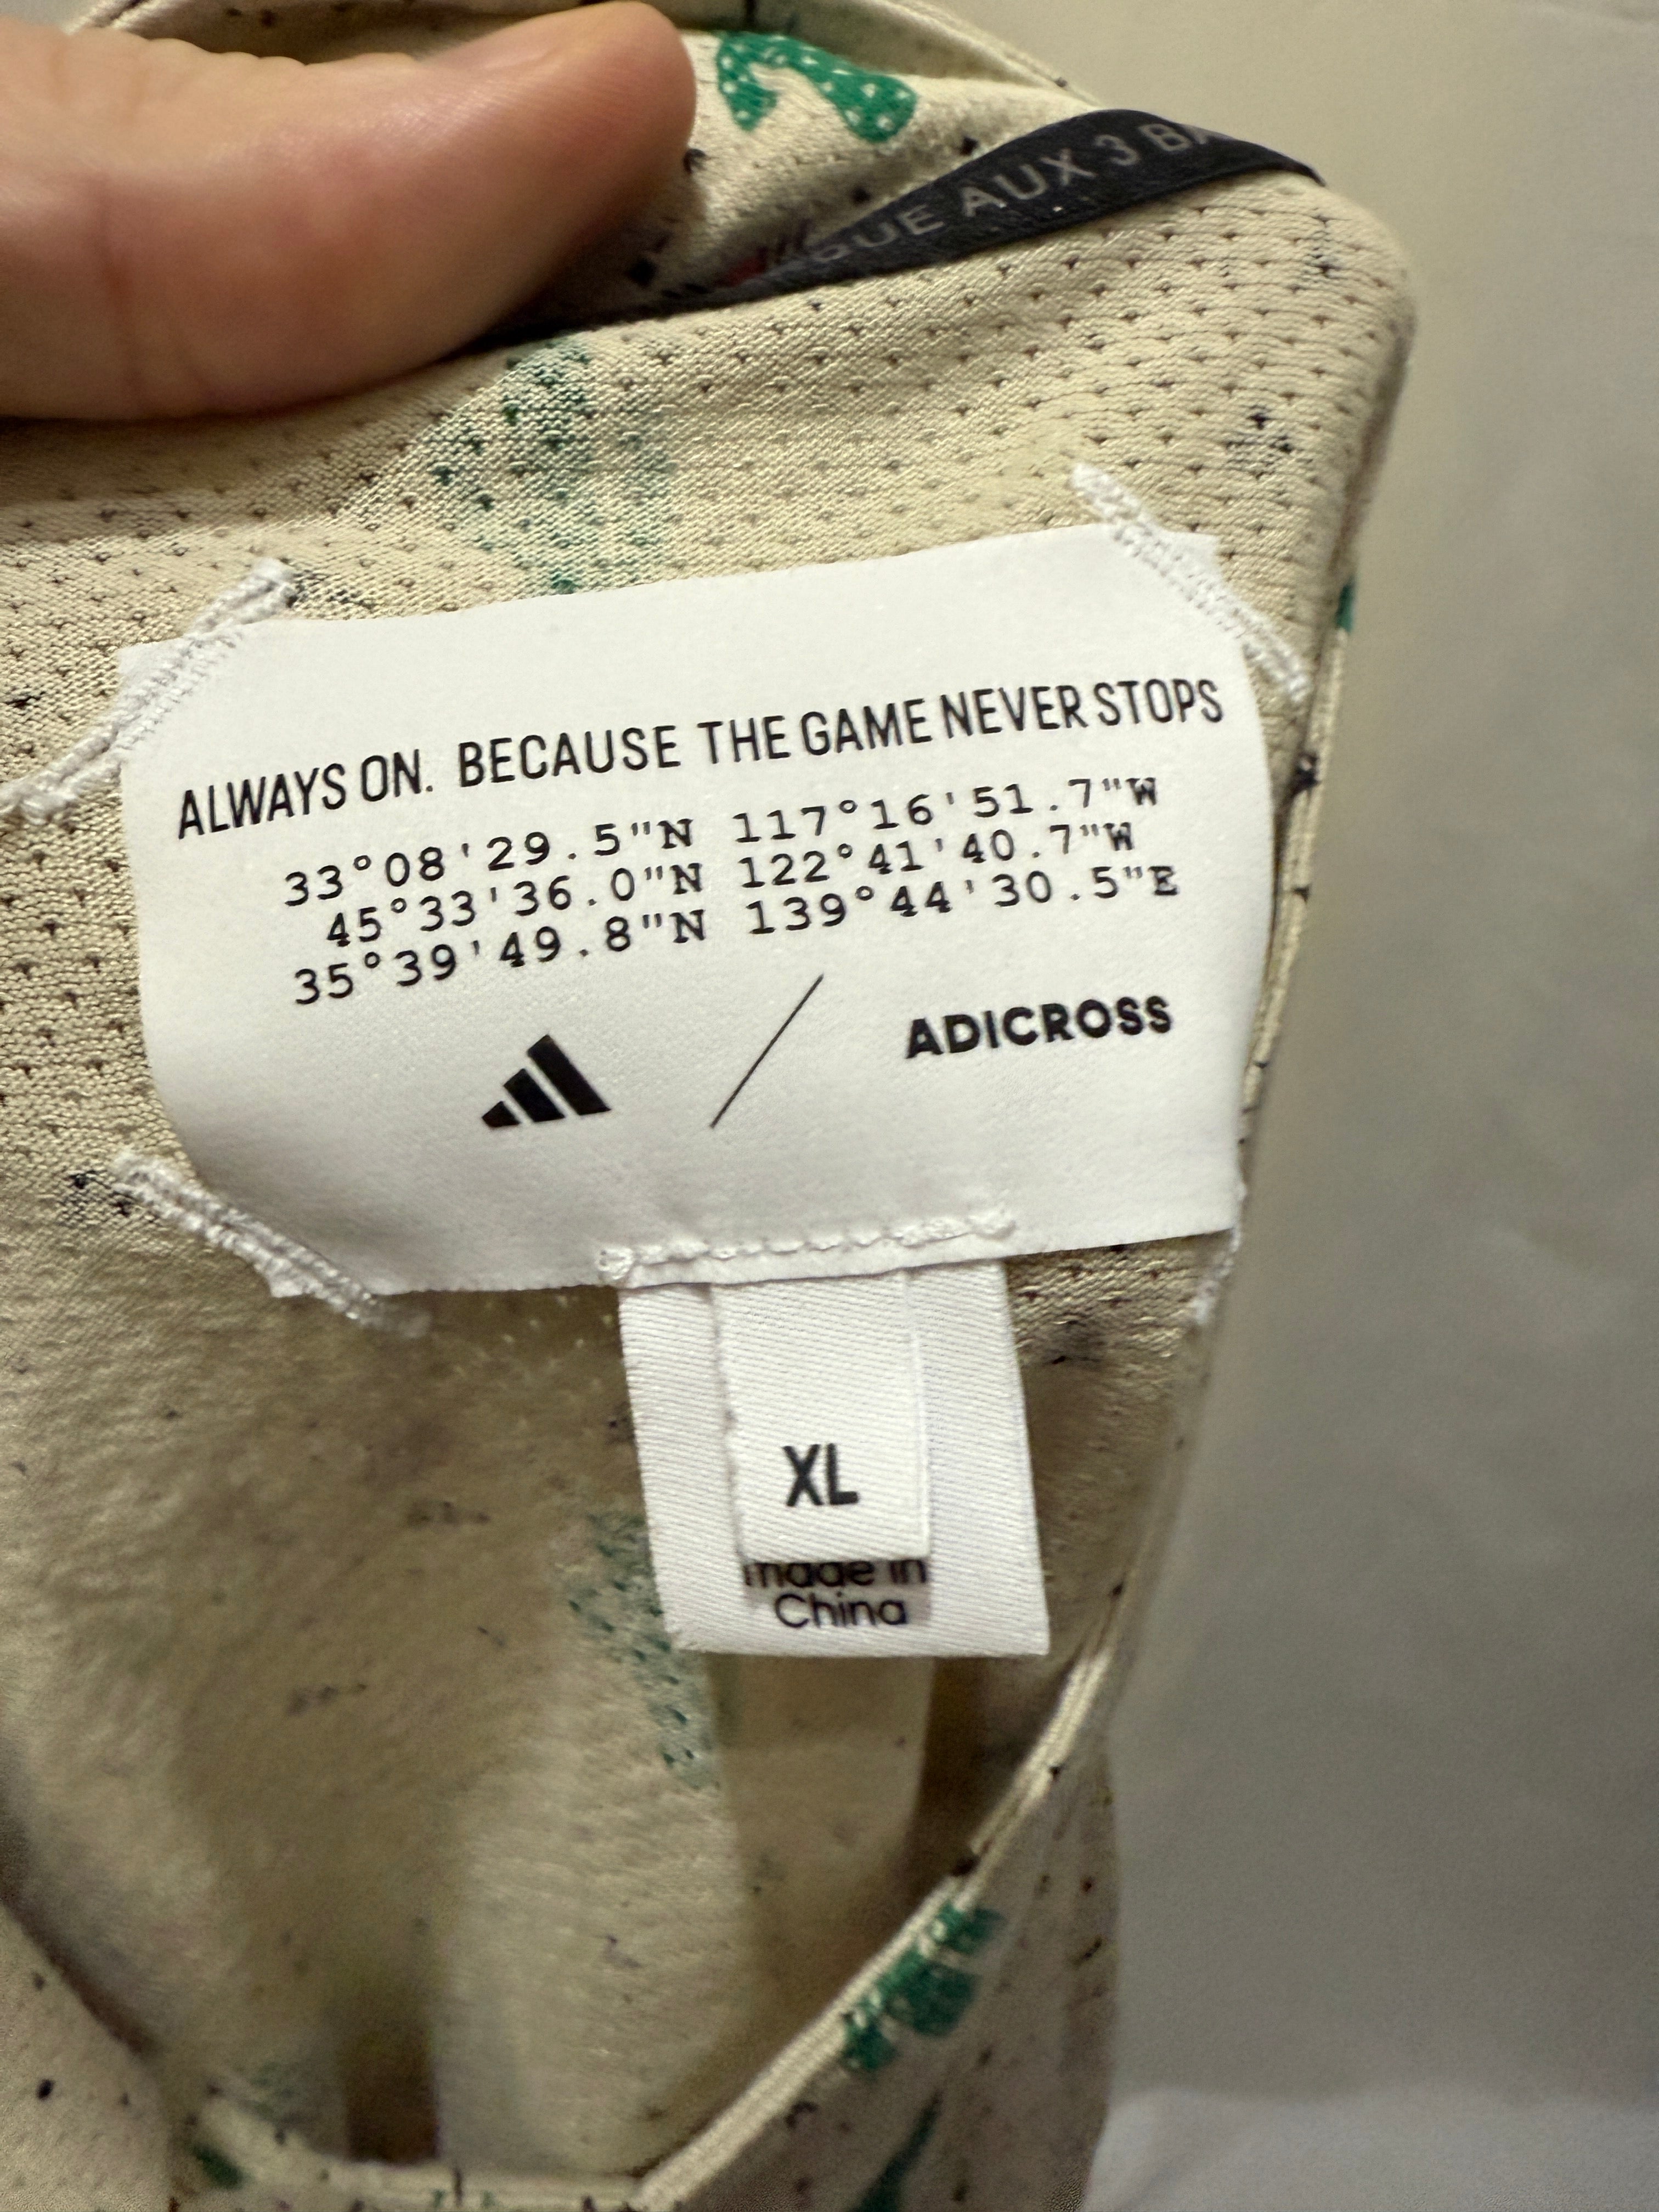 GUE AUX 3 BA
ALWAYS ON. BECAUSE THE GAME NEVER STOPS
33°08'29.5"N 117°16'51.7"W
45°33'36.0"N 122°41'40.7"W
35°39'49.8"N 139°44'30.5"E
ADICROSS
XL
made in
China